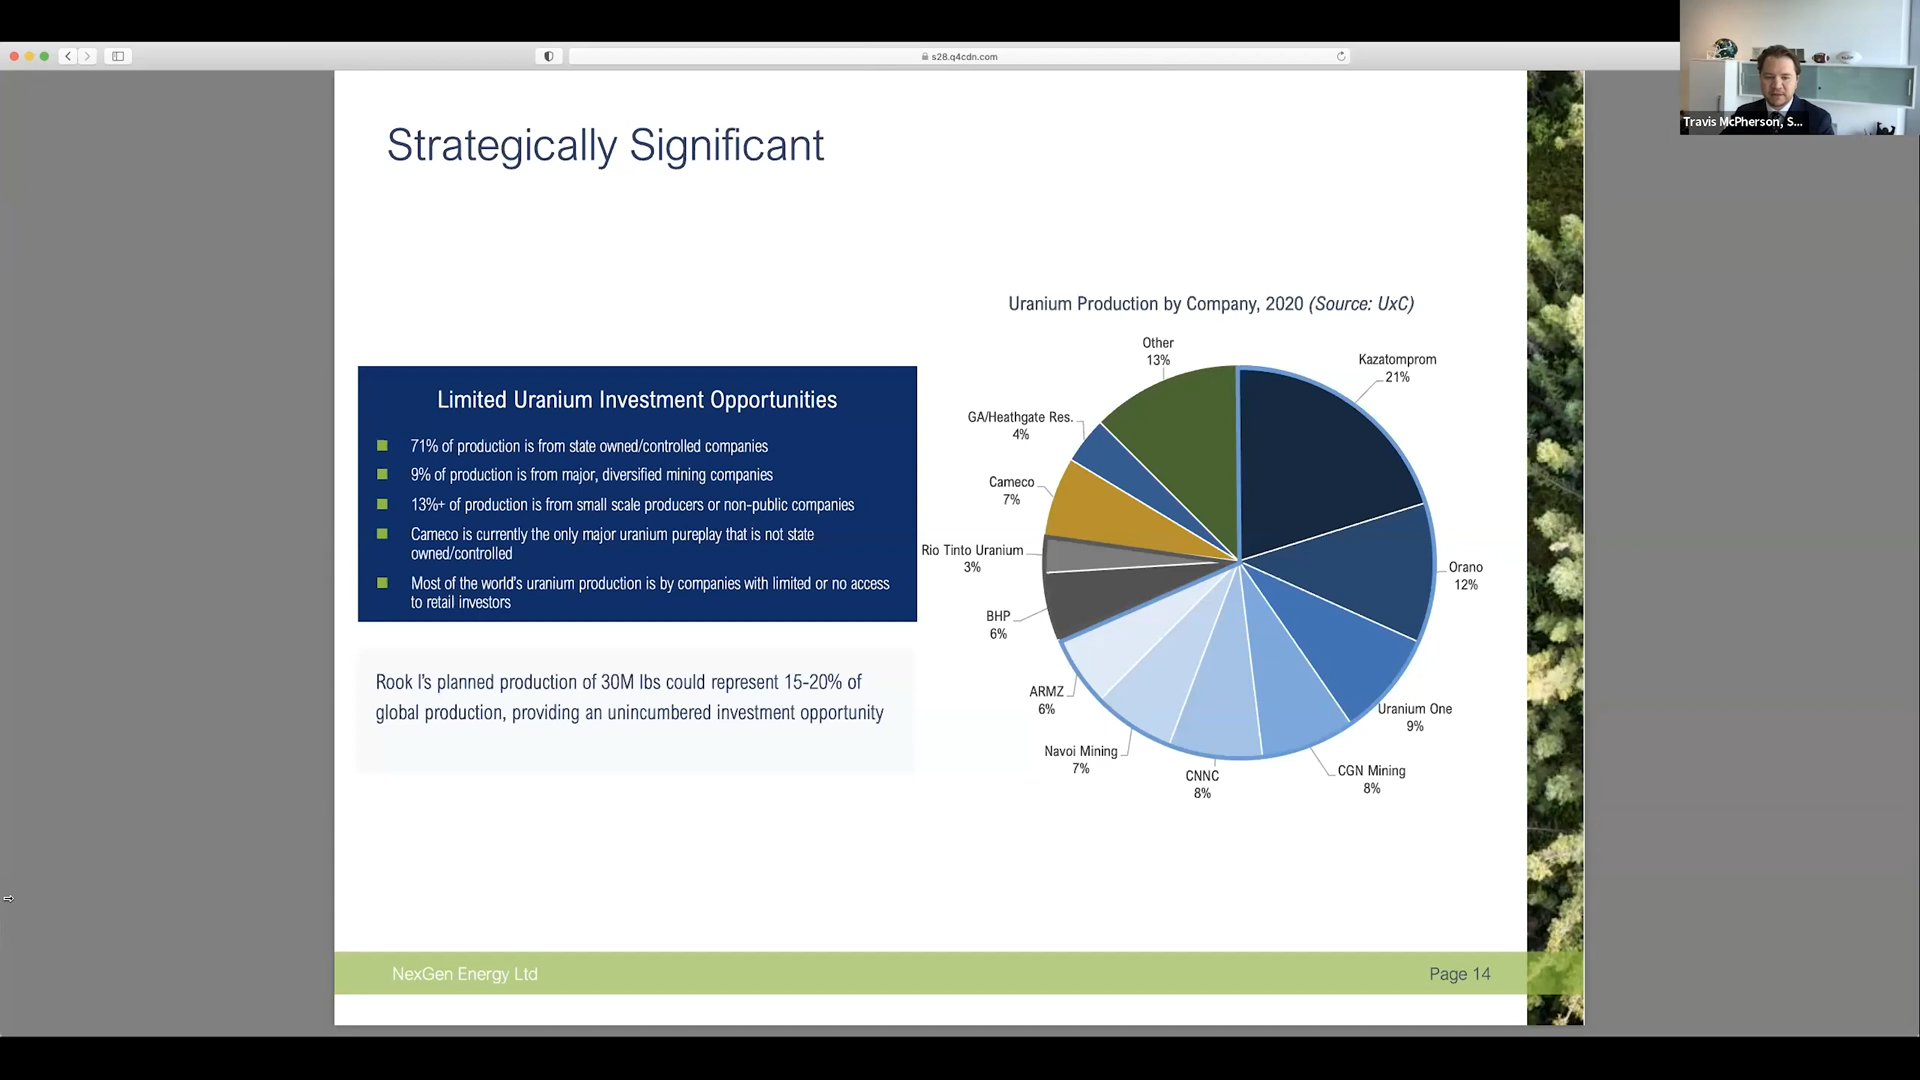 s28.q4cdn.com
Travis McPherson, S...
Strategically Significant
Limited Uranium Investment Opportunities
71% of production is from state owned/controlled companies
9% of production is from major, diversified mining companies
13%+ of production is from small scale producers or non-public companies
Cameco is currently the only major uranium pureplay that is not state
owned/controlled
Most of the world's uranium production is by companies with limited or no access
to retail investors
Rook I's planned production of 30M lbs could represent 15-20% of
global production, providing an unincumbered investment opportunity
Uranium Production by Company, 2020 (Source: UxC)
Other
13%
Kazatomprom
21%
GA/Heathgate Res.
4%
Cameco
7%
Rio Tinto Uranium
3%
Orano
12%
BHP
6%
ARMZ
6%
Uranium One
9%
Navoi Mining
7%
CNNC
8%
CGN Mining
8%
NexGen Energy Ltd
Page 14